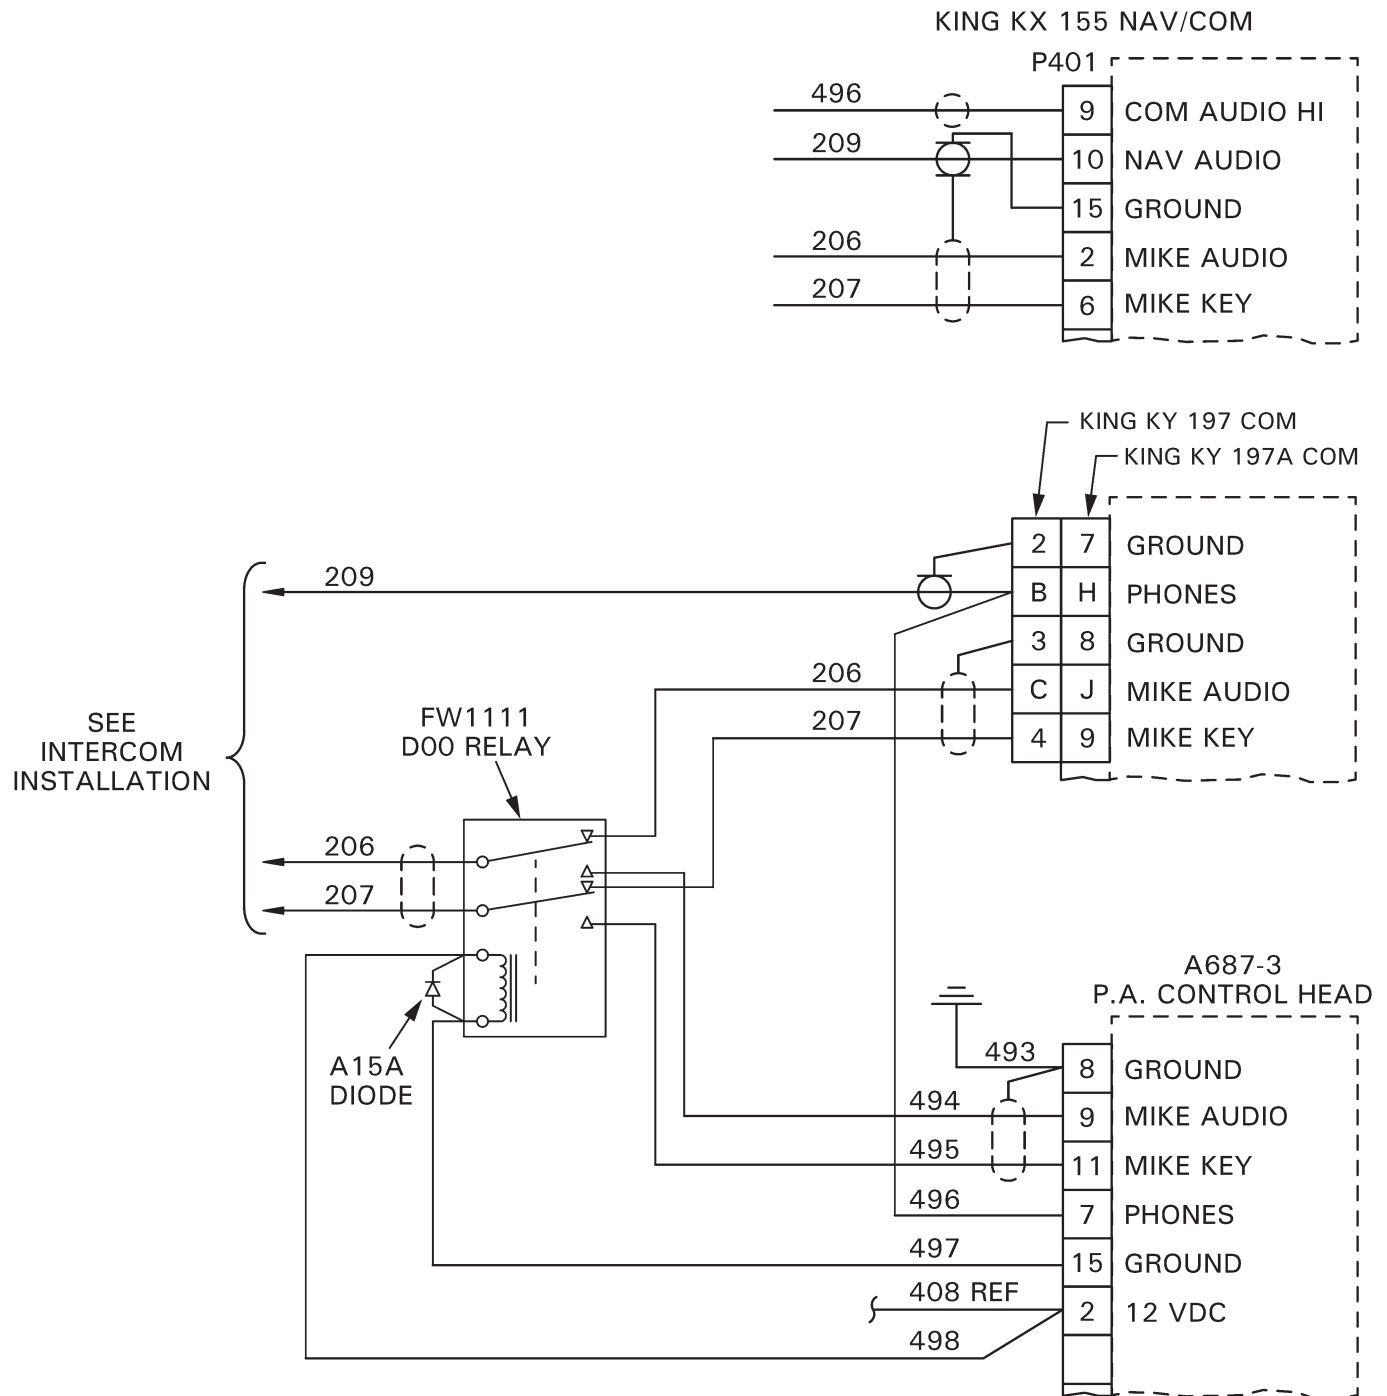 KING KX 155 NAV/COM
P401
496
9 COM AUDIO HI
209
10 NAV AUDIO
15 GROUND
206
2 MIKE AUDIO
207
6 MIKE KEY
KING KY 197 COM
KING KY 197A COM
2 7 GROUND
209
B H PHONES
3 8 GROUND
206
C J MIKE AUDIO
207
4 9 MIKE KEY
SEE
INTERCOM
INSTALLATION
FW1111
D00 RELAY
206
207
A15A
DIODE
A687-3
P.A. CONTROL HEAD
493
8 GROUND
494
9 MIKE AUDIO
495
11 MIKE KEY
496
7 PHONES
497
15 GROUND
408 REF
2 12 VDC
498